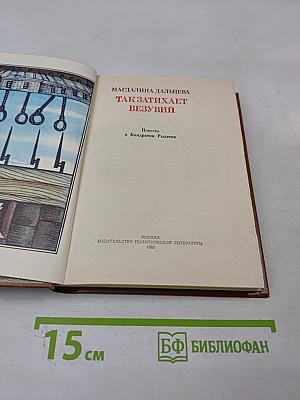 МАГДАЛИНА ДАЛЬЦЕВА
ТАК ЗАТИХАЕТ
ВЕЗУВИЙ
Повесть
о Кондратии Рылееве
МОСКВА
ИЗДАТЕЛЬСТВО ПОЛИТИЧЕСКОЙ ЛИТЕРАТУРЫ
15 см
БФ БИБЛИОФАН